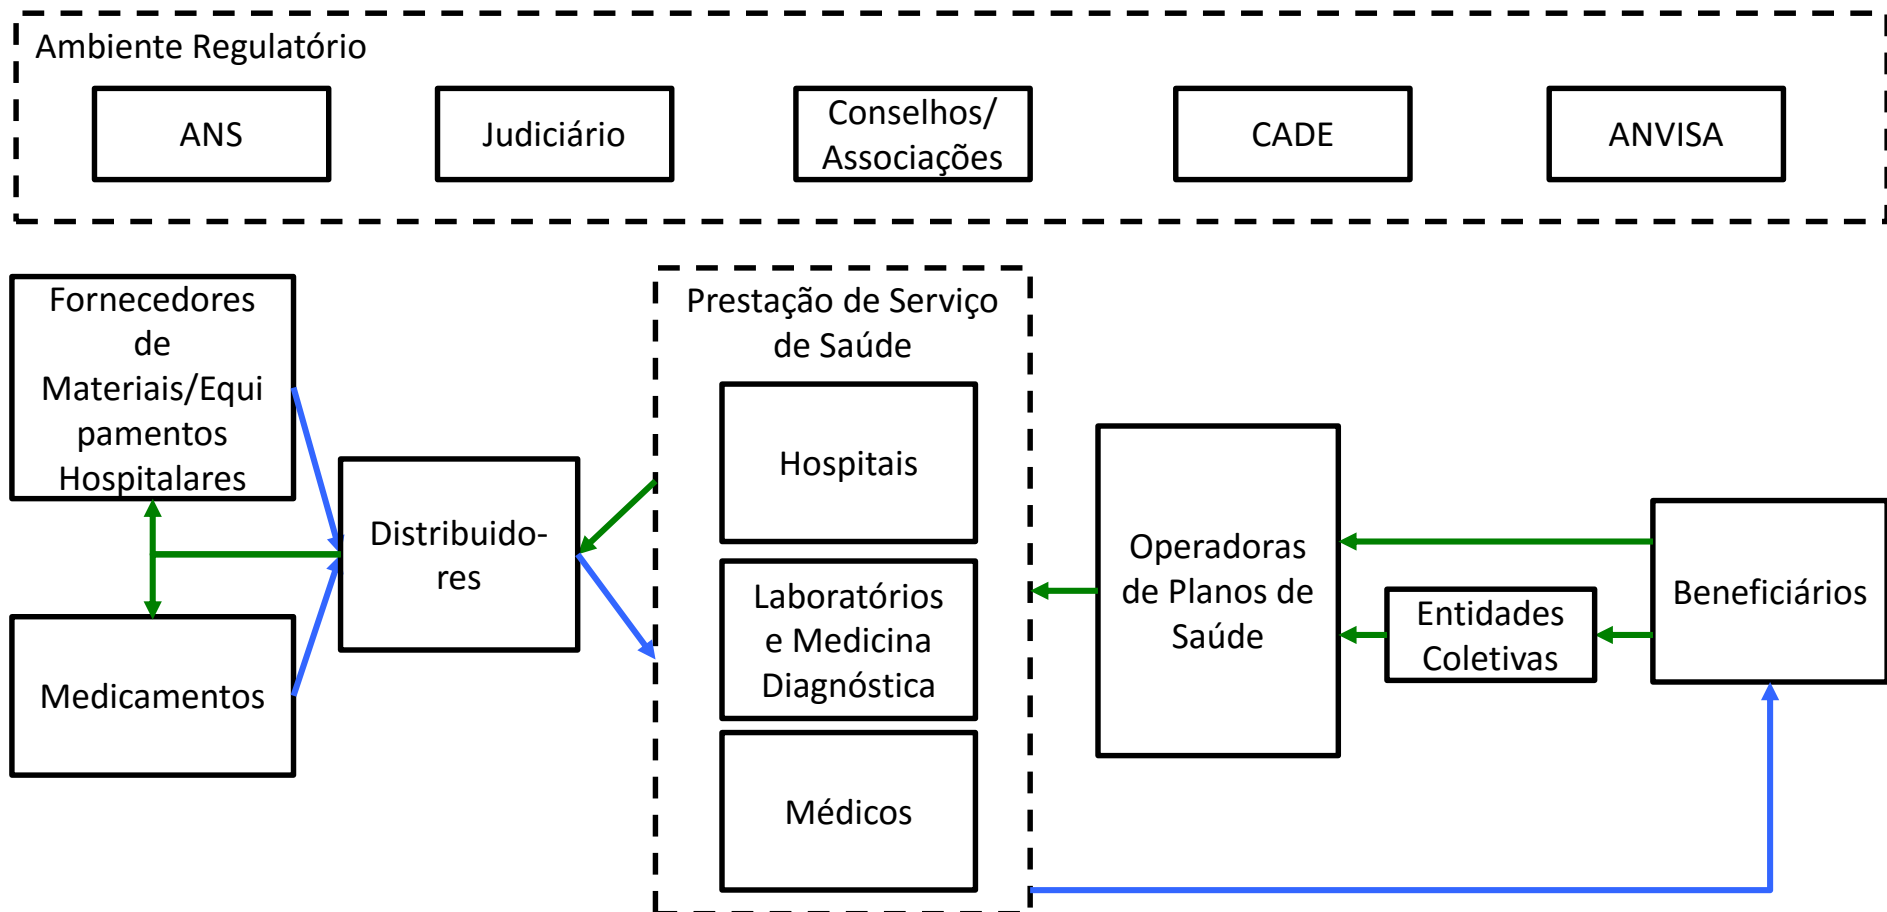 Ambiente Regulatório
ANS
Judiciário
Conselhos/
Associações
CADE
ANVISA
Fornecedores
de
Materiais/Equi
pamentos
Hospitalares
Medicamentos
Distribuido-
res
Prestação de Serviço
de Saúde
Hospitais
Laboratórios
e Medicina
Diagnóstica
Médicos
Operadoras
de Planos de
Saúde
Entidades
Coletivas
Beneficiários